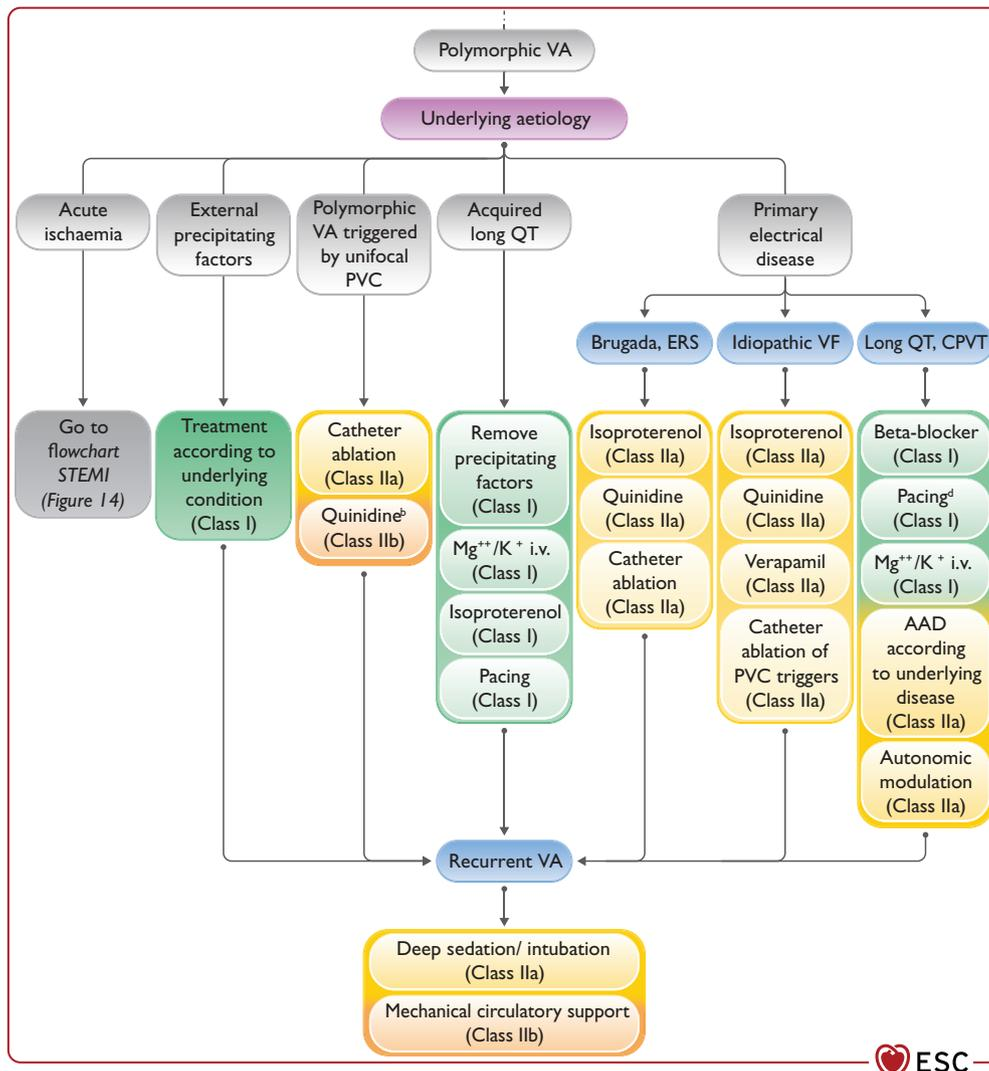 Polymorphic VA
Underlying aetiology
Acute
ischaemia
External
precipitating
factors
Polymorphic
VA triggered
by unifocal
PVC
Acquired
long QT
Primary
electrical
disease
Brugada, ERS
Idiopathic VF
Long QT, CPVT
Go to
flowchart
STEMI
(Figure 14)
Treatment
according to
underlying
condition
(Class I)
Catheter
ablation
(Class IIa)
Quinidineᵇ
(Class IIb)
Remove
precipitating
factors
(Class I)
Mg⁺⁺/K⁺ i.v.
(Class I)
Isoproterenol
(Class I)
Pacing
(Class I)
Isoproterenol
(Class IIa)
Quinidine
(Class IIa)
Catheter
ablation
(Class IIa)
Isoproterenol
(Class IIa)
Quinidine
(Class IIa)
Verapamil
(Class IIa)
Catheter
ablation of
PVC triggers
(Class IIa)
Beta-blocker
(Class I)
Pacingᵈ
(Class I)
Mg⁺⁺/K⁺ i.v.
(Class I)
AAD
according
to underlying
disease
(Class IIa)
Autonomic
modulation
(Class IIa)
Recurrent VA
Deep sedation/ intubation
(Class IIa)
Mechanical circulatory support
(Class IIb)
ESC